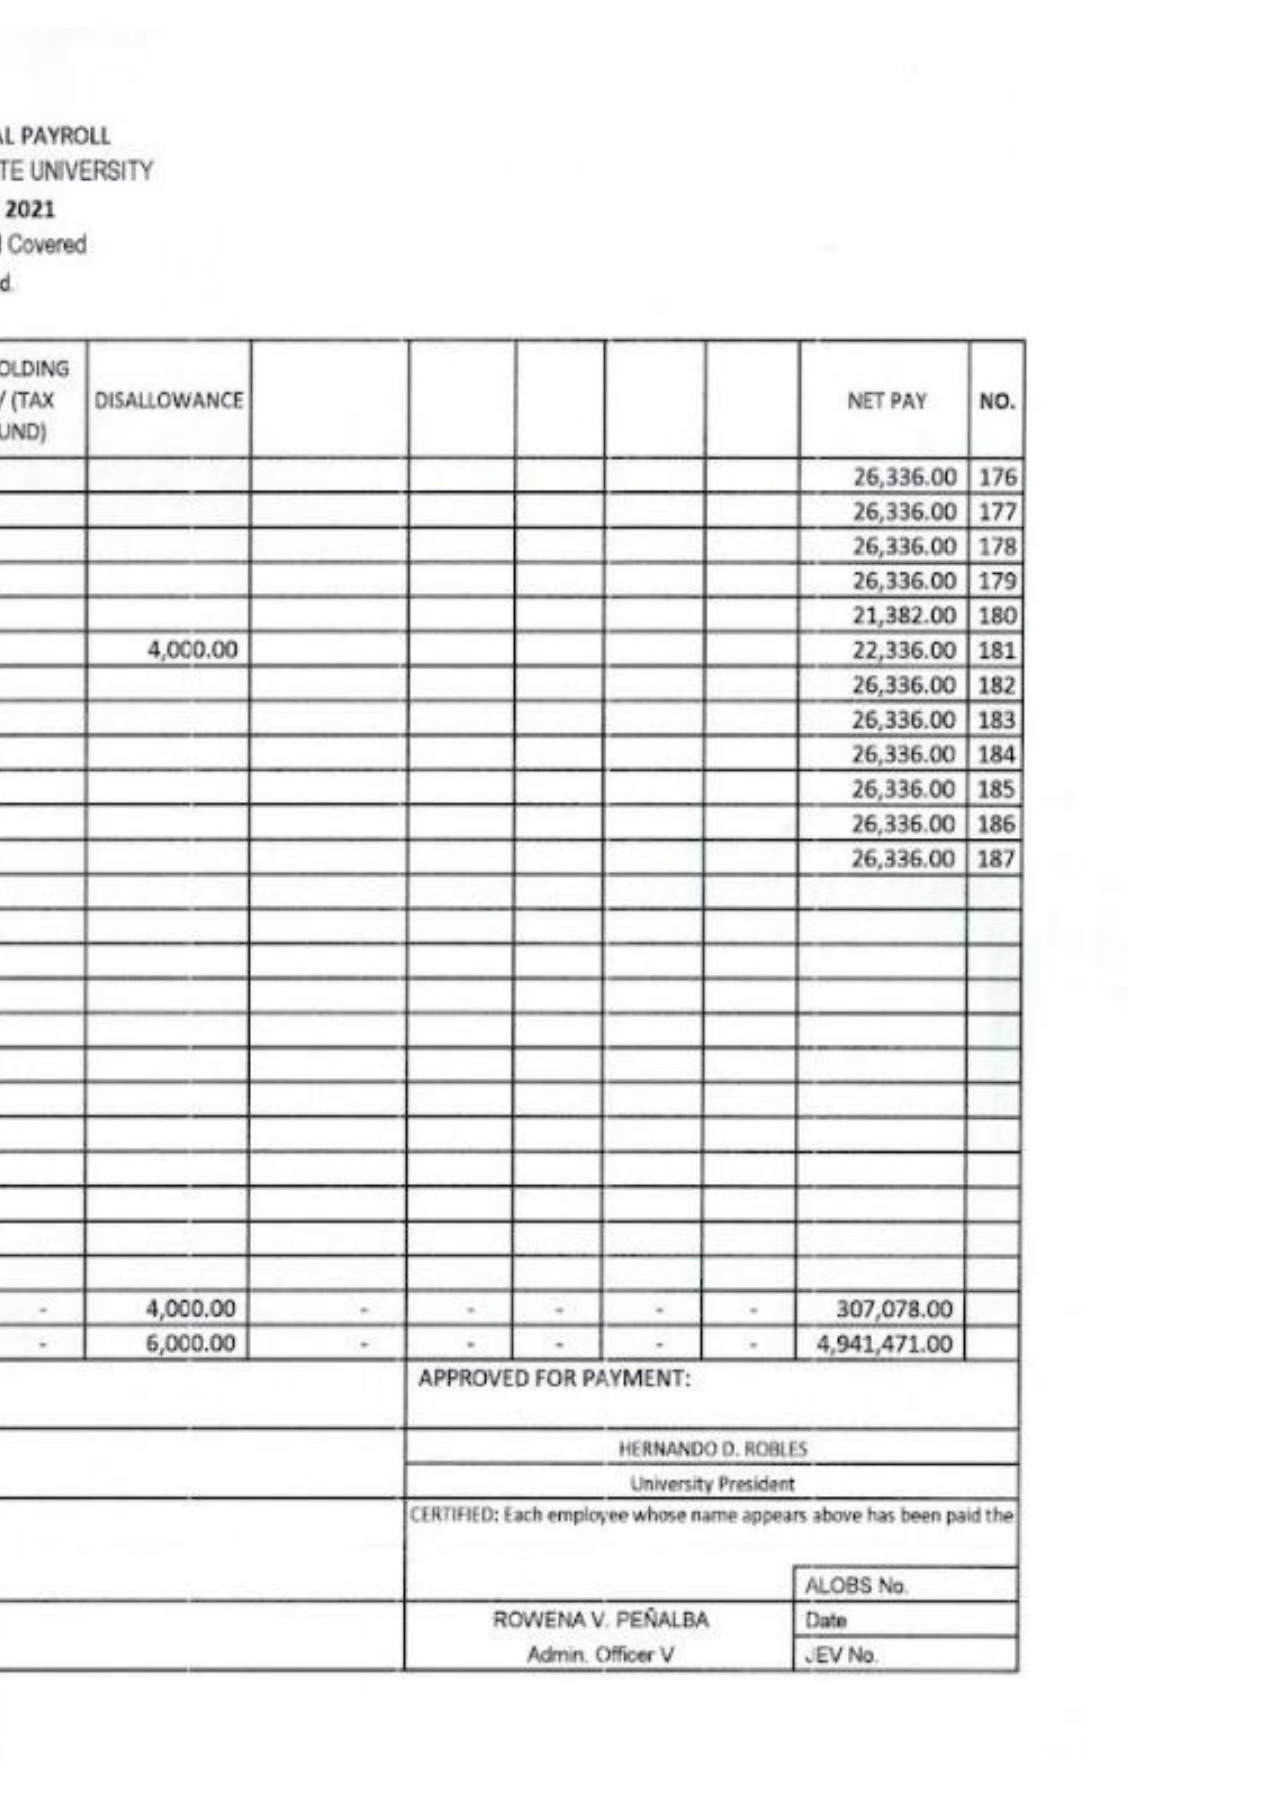 AL PAYROLL
TE UNIVERSITY
2021
Covered
d.
OLDING
/ (TAX
UND)
DISALLOWANCE
NET PAY
NO.
26,336.00 176
26,336.00 177
26,336.00 178
26,336.00 179
21,382.00 180
4,000.00 22,336.00 181
26,336.00 182
26,336.00 183
26,336.00 184
26,336.00 185
26,336.00 186
26,336.00 187
- 4,000.00 - - - - - 307,078.00
- 6,000.00 - - - - - 4,941,471.00
APPROVED FOR PAYMENT:
HERNANDO D. ROBLES
University President
CERTIFIED: Each employee whose name appears above has been paid the
ALOBS No.
ROWENA V. PEÑALBA Date
Admin. Officer V JEV No.